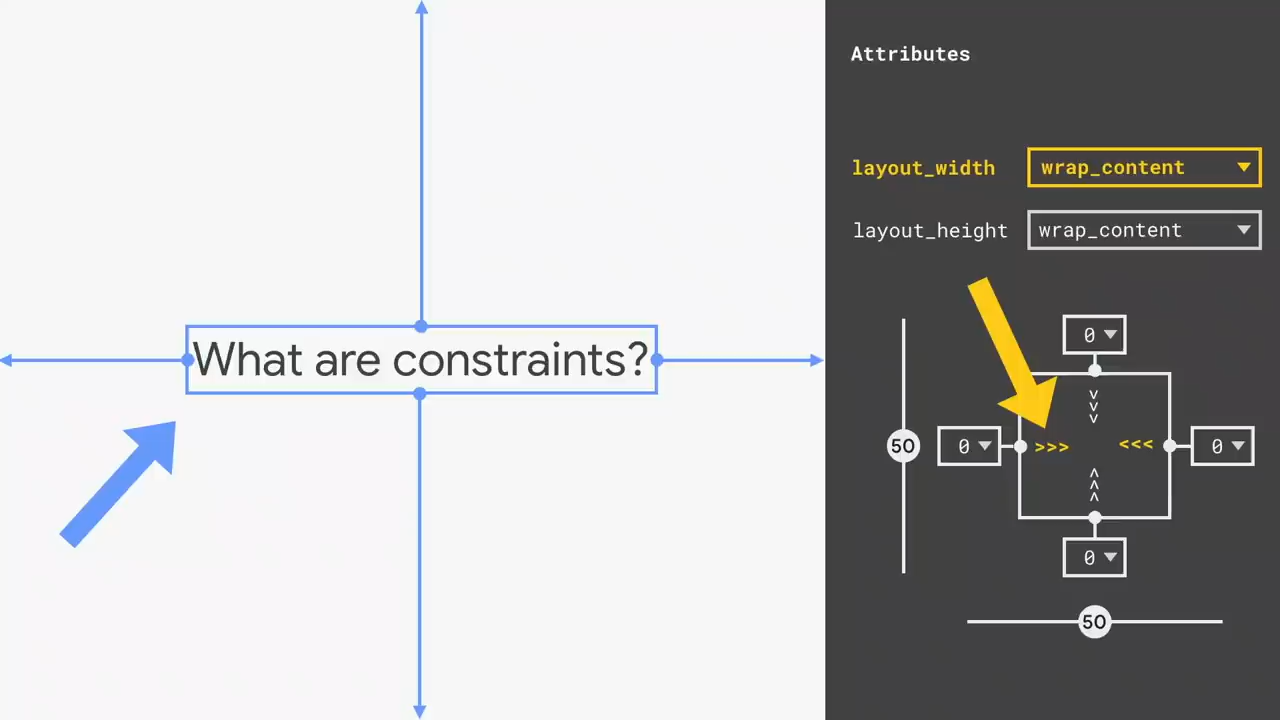 What are constraints?
Attributes
layout_width wrap_content
layout_height wrap_content
0
>>>
<<<
50 0 0
0
50